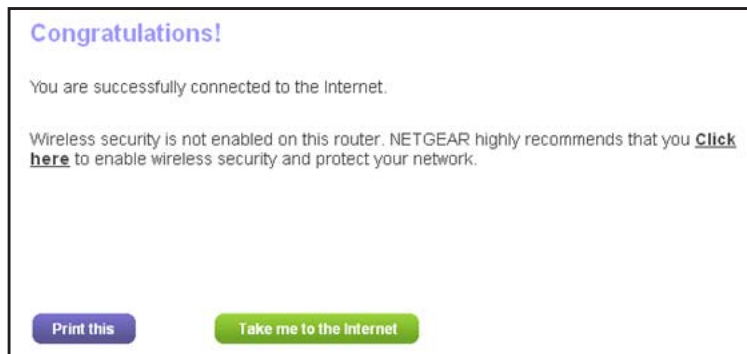 Congratulations!
You are successfully connected to the Internet.
Wireless security is not enabled on this router. NETGEAR highly recommends that you Click
here to enable wireless security and protect your network.
Print this
Take me to the Internet